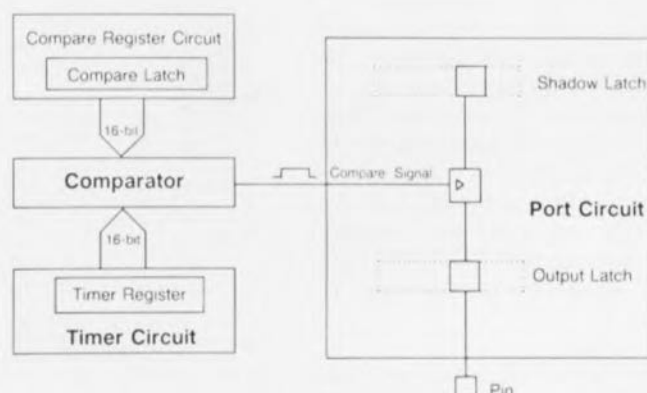 Compare Register Circuit
Compare Latch
16-bit
Comparator
16-bit
Timer Register
Timer Circuit
Compare Signal
Shadow Latch
Port Circuit
Output Latch
Pin